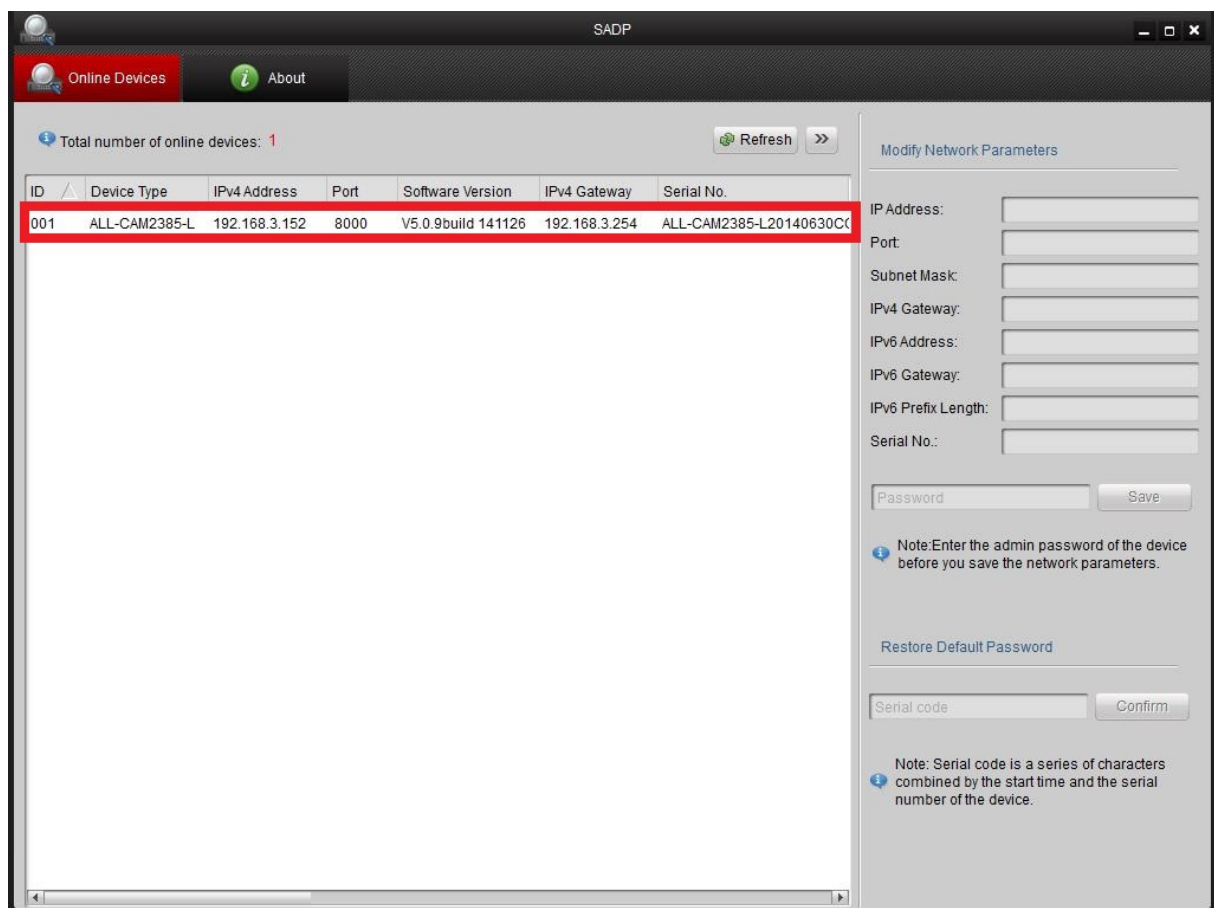 SADP
Online Devices
About
Total number of online devices: 1
Refresh >>
ID Device Type IPv4 Address Port Software Version IPv4 Gateway Serial No.
001 ALL-CAM2385-L 192.168.3.152 8000 V5.0.9build 141126 192.168.3.254 ALL-CAM2385-L20140630C
Modify Network Parameters
IP Address:
Port:
Subnet Mask:
IPv4 Gateway:
IPv6 Address:
IPv6 Gateway:
IPv6 Prefix Length:
Serial No.:
Password
Save
Note:Enter the admin password of the device
before you save the network parameters.
Restore Default Password
Serial code
Confirm
Note: Serial code is a series of characters
combined by the start time and the serial
number of the device.